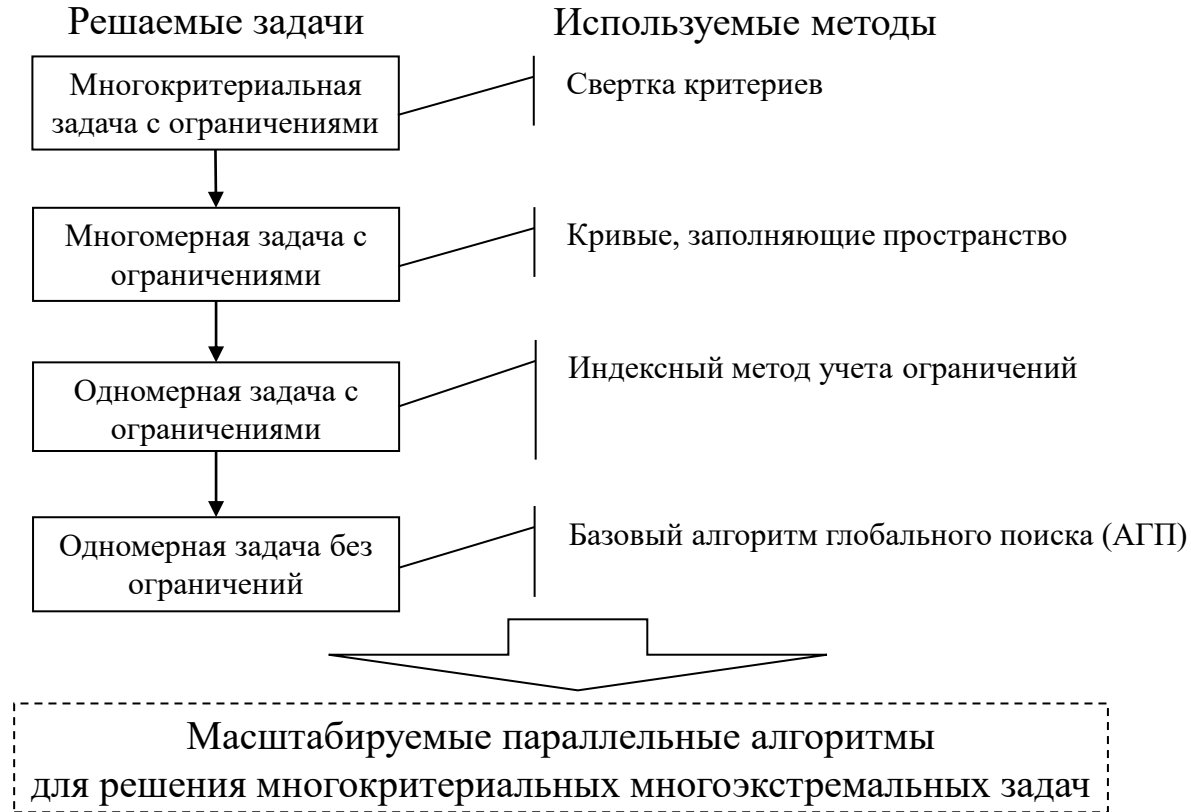 Решаемые задачи
Используемые методы
Многокритериальная
задача с ограничениями
Свертка критериев
Многомерная задача с
ограничениями
Кривые, заполняющие пространство
Одномерная задача с
ограничениями
Индексный метод учета ограничений
Одномерная задача без
ограничений
Базовый алгоритм глобального поиска (АГП)
Масштабируемые параллельные алгоритмы
для решения многокритериальных многоэкстремальных задач